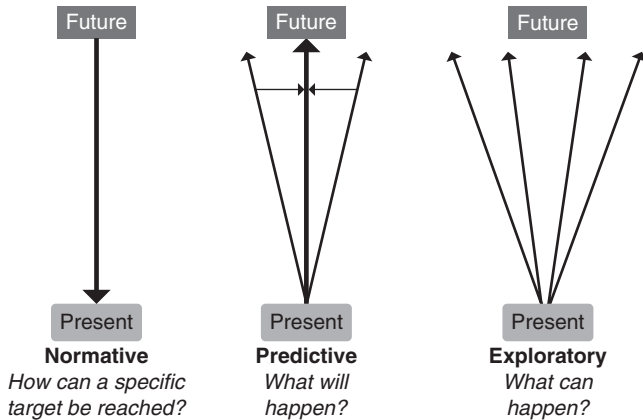 Future
Future
Future
Present
Present
Present
Normative
How can a specific
target be reached?
Predictive
What will
happen?
Exploratory
What can
happen?